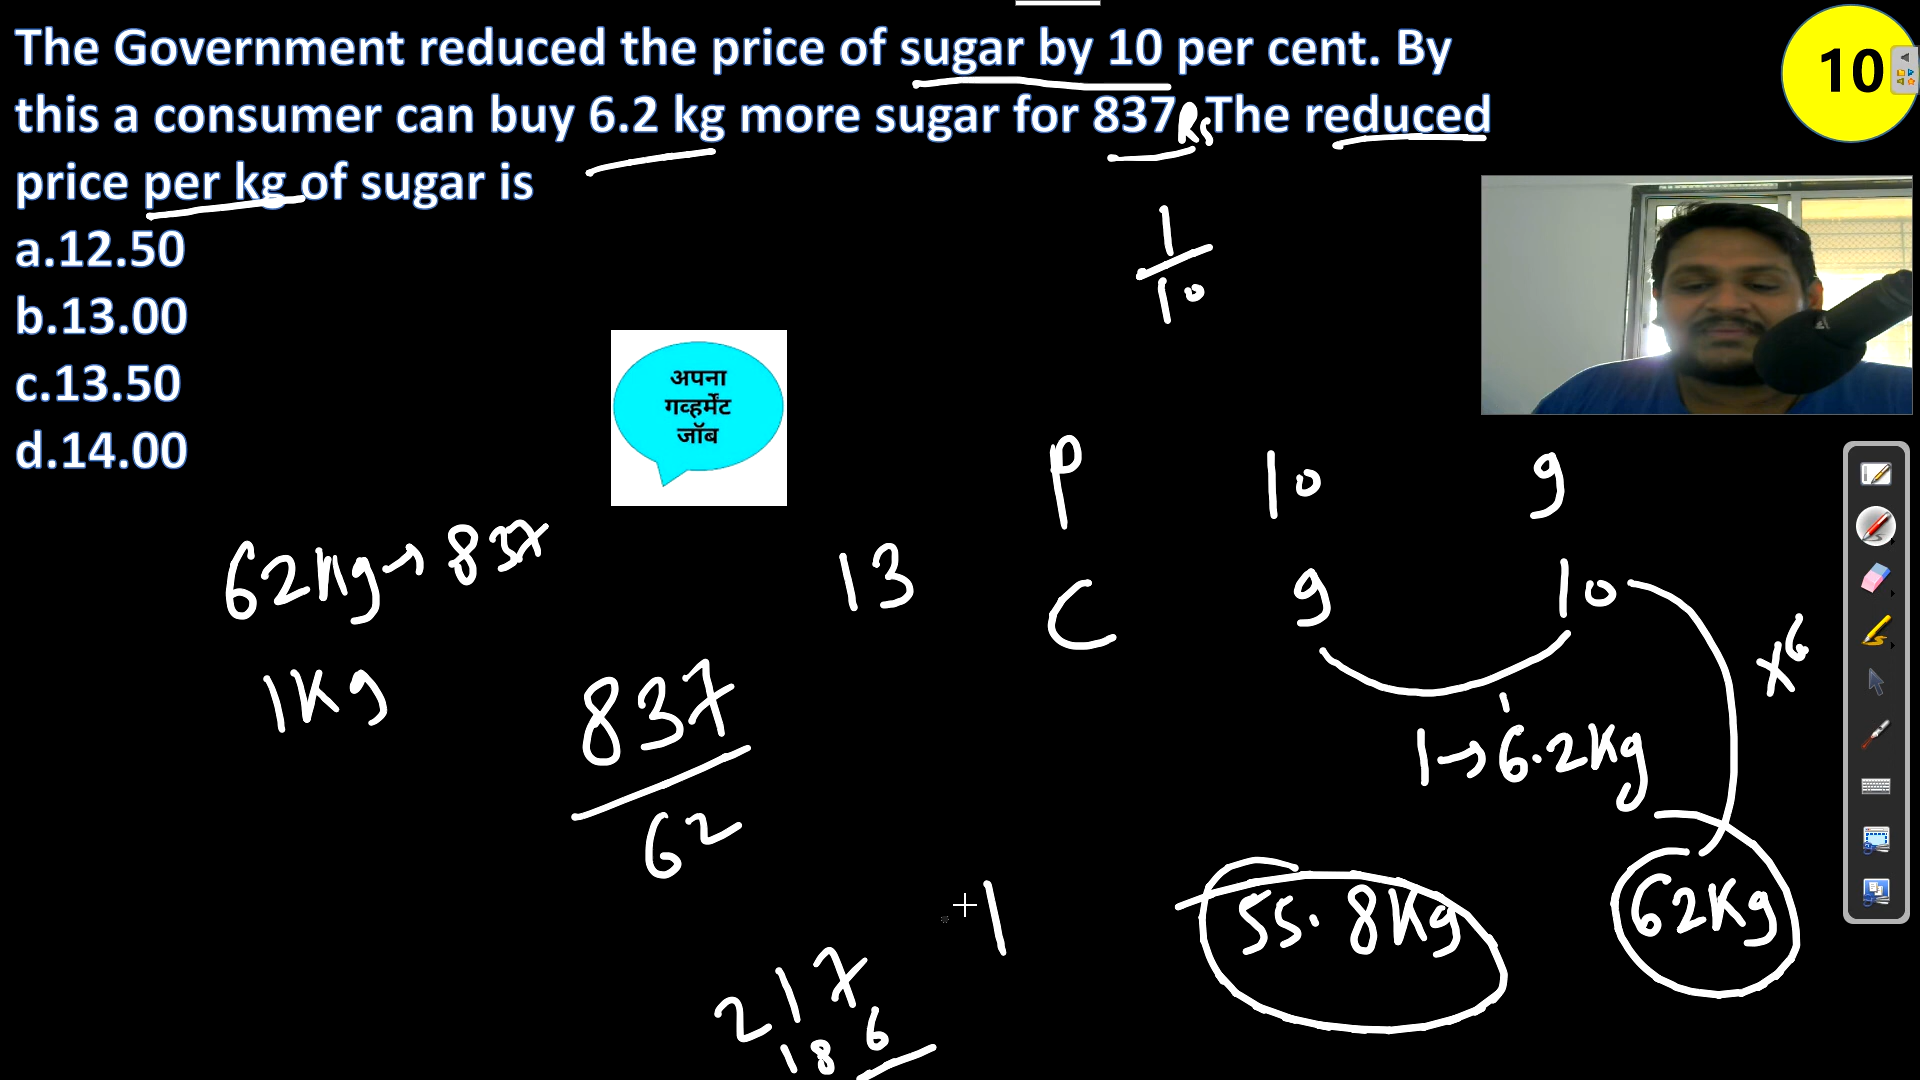 The Government reduced the price of sugar by 10 per cent. By
this a consumer can buy 6.2 kg more sugar for 837 Rs The reduced
price per kg of sugar is
a.12.50
b.13.00
c.13.50
d.14.00
10
1
10
अपना
गव्हर्मेंट
जॉब
P 10 9
C 9 10
x6
1→6.2Kg
55.8Kg 62Kg
62Kg→837
1Kg
837
62
13
1
217
186